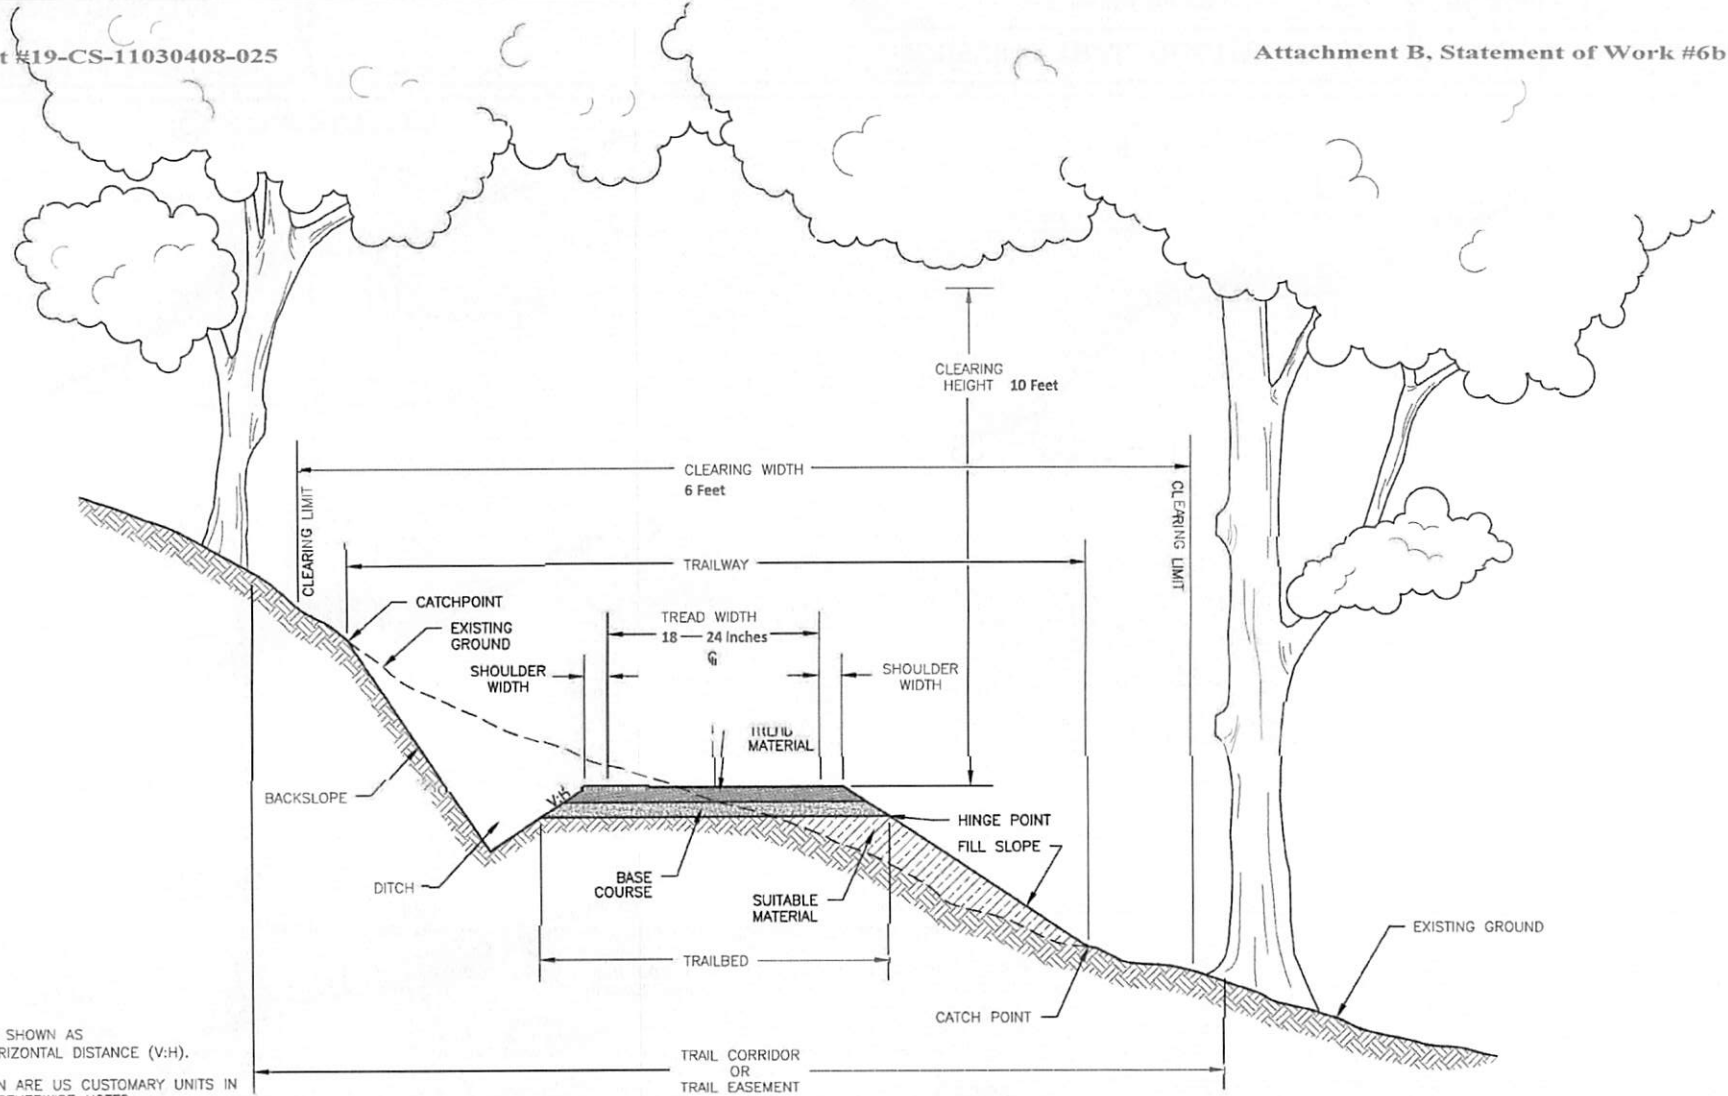 t #19-CS-11030408-025
Attachment B, Statement of Work #6b
CLEARING
HEIGHT 10 Feet
CLEARING WIDTH
6 Feet
CLEARING LIMIT
CLEARING LIMIT
TRAILWAY
CATCHPOINT
EXISTING
GROUND
TREAD WIDTH
18 — 24 Inches
SHOULDER
WIDTH
SHOULDER
WIDTH
MATERIAL
V:H
BACKSLOPE
HINGE POINT
FILL SLOPE
DITCH
BASE
COURSE
SUITABLE
MATERIAL
EXISTING GROUND
TRAILBED
CATCH POINT
SHOWN AS
RIZONTAL DISTANCE (V:H).
N ARE US CUSTOMARY UNITS IN
TRAIL CORRIDOR
OR
TRAIL EASEMENT